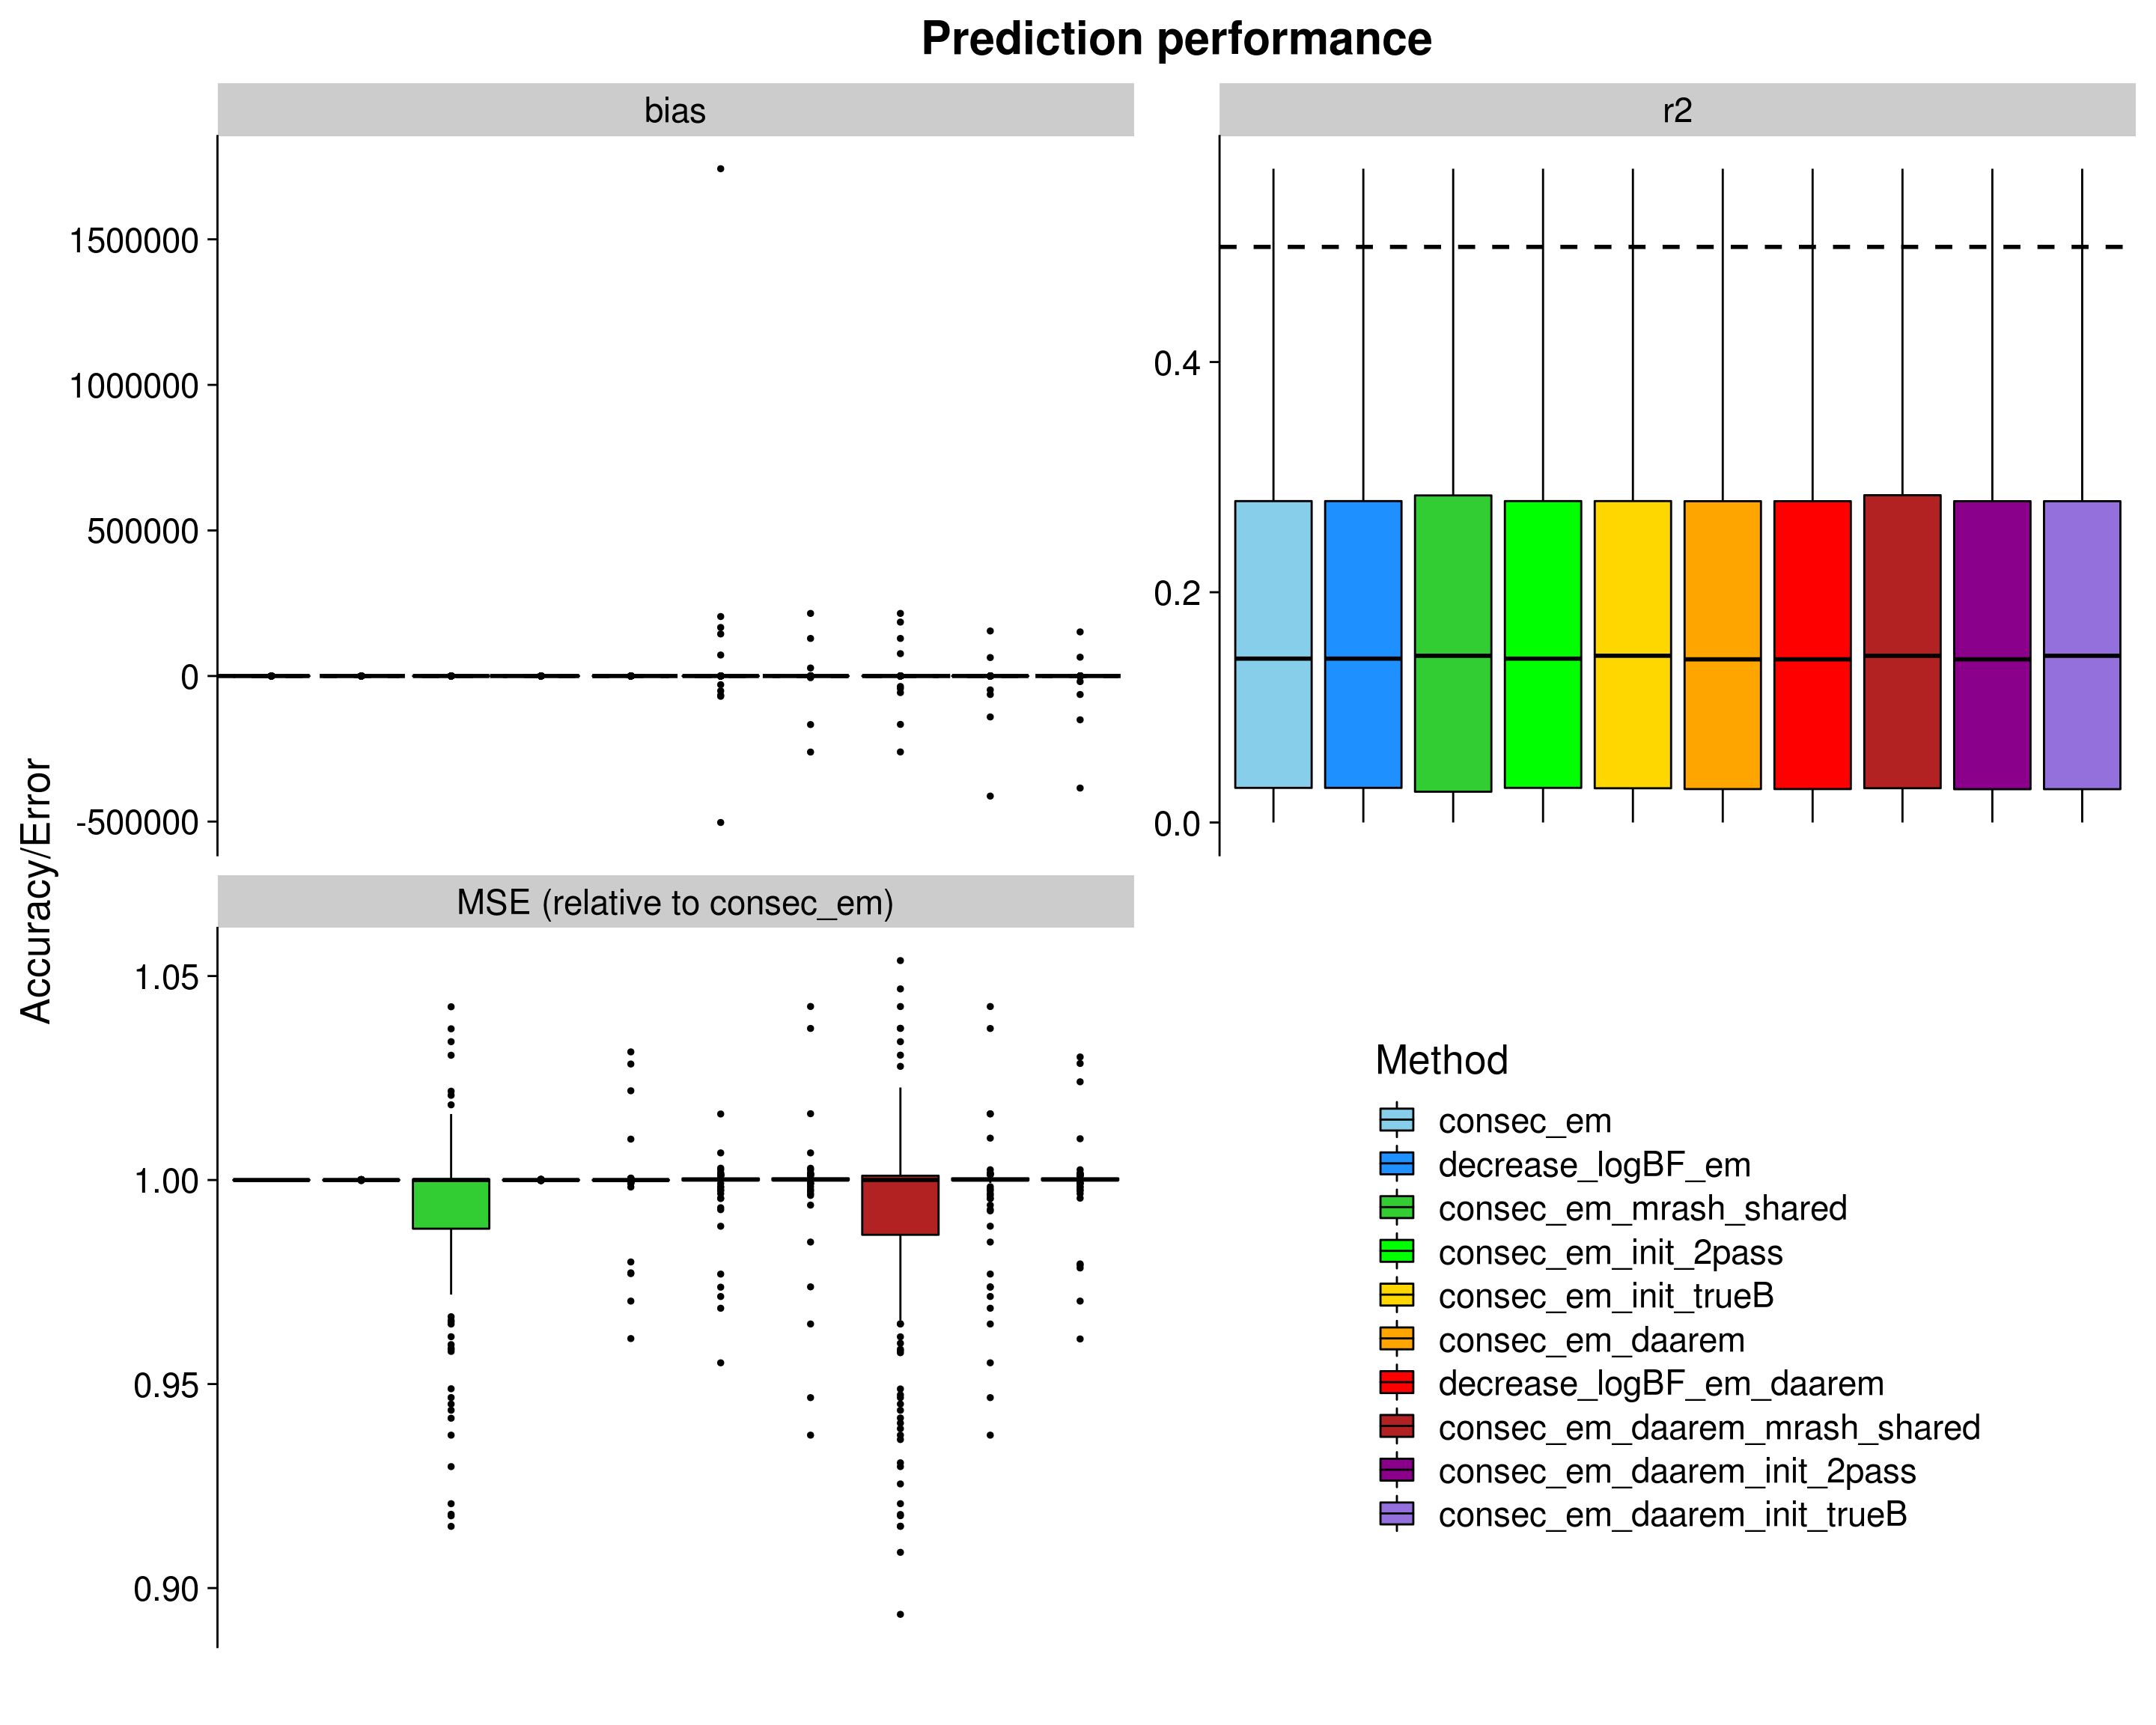 Prediction performance
bias
r2
1500000
1000000
500000
0
-500000
0.4
0.2
0.0
Accuracy/Error
MSE (relative to consec_em)
1.05
1.00
0.95
0.90
Method
consec_em
decrease_logBF_em
consec_em_mrash_shared
consec_em_init_2pass
consec_em_init_trueB
consec_em_daarem
decrease_logBF_em_daarem
consec_em_daarem_mrash_shared
consec_em_daarem_init_2pass
consec_em_daarem_init_trueB